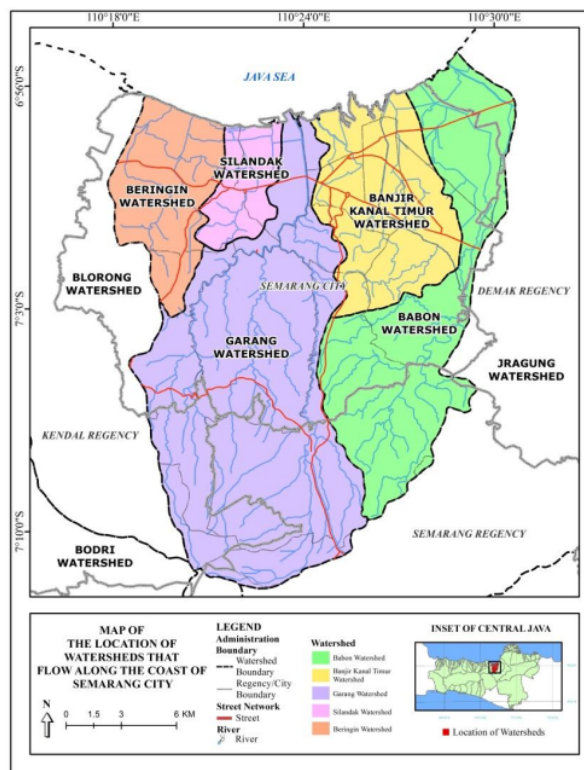 110°18'0"E
110°24'0"E
110°30'0"E
6°56'0"S
JAVA SEA
SILANDAK
WATERSHED
BERINGIN
WATERSHED
BANJIR
KANAL TIMUR
WATERSHED
BLORONG
WATERSHED
SEMARANG CITY
DEMAK REGENCY
7°3'0"S
BABON
WATERSHED
GARANG
WATERSHED
JRAGUNG
WATERSHED
KENDAL REGENCY
7°10'0"S
SEMARANG REGENCY
BODRI
WATERSHED
MAP OF
THE LOCATION OF
WATERSHEDS THAT
FLOW ALONG THE COAST OF
SEMARANG CITY
N
0 1.5 3 6 KM
LEGEND
Administration
Boundary
Watershed
Boundary
Regency/City
Boundary
Street Network
Street
River
River
Watershed
Babon Watershed
Banjir Kanal Timur
Watershed
Garang Watershed
Silandak Watershed
Beringin Watershed
INSET OF CENTRAL JAVA
Location of Watersheds